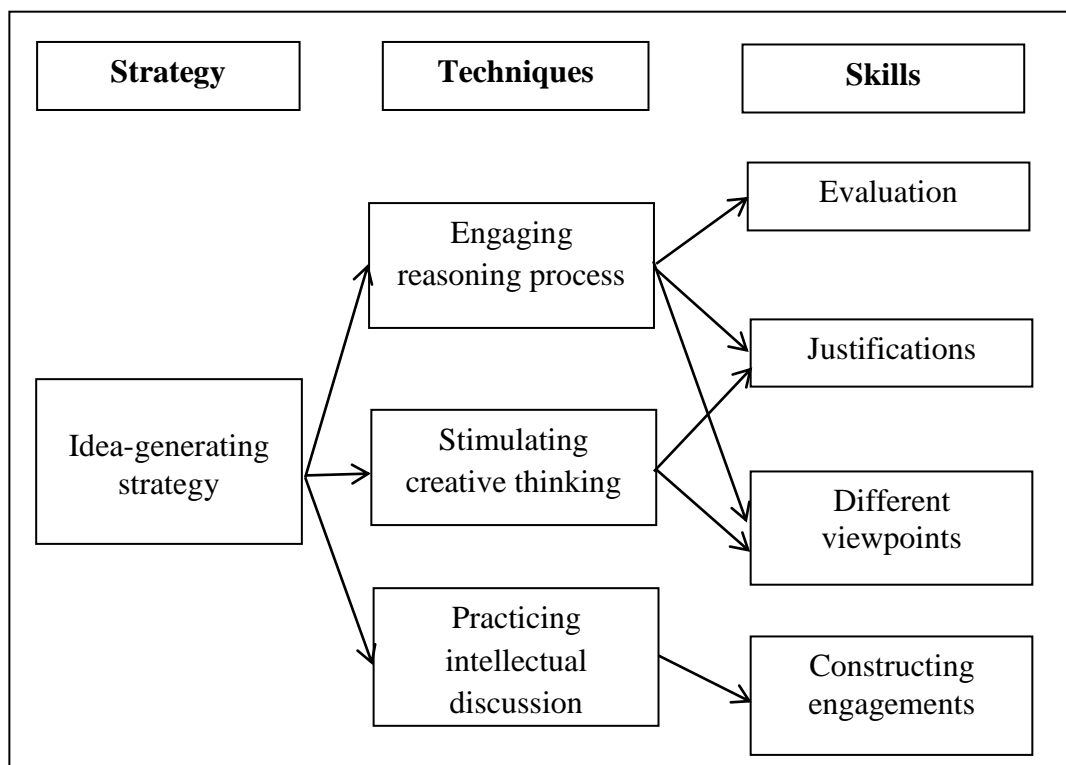 Strategy
Techniques
Skills
Idea-generating
strategy
Engaging
reasoning process
Stimulating
creative thinking
Practicing
intellectual
discussion
Evaluation
Justifications
Different
viewpoints
Constructing
engagements